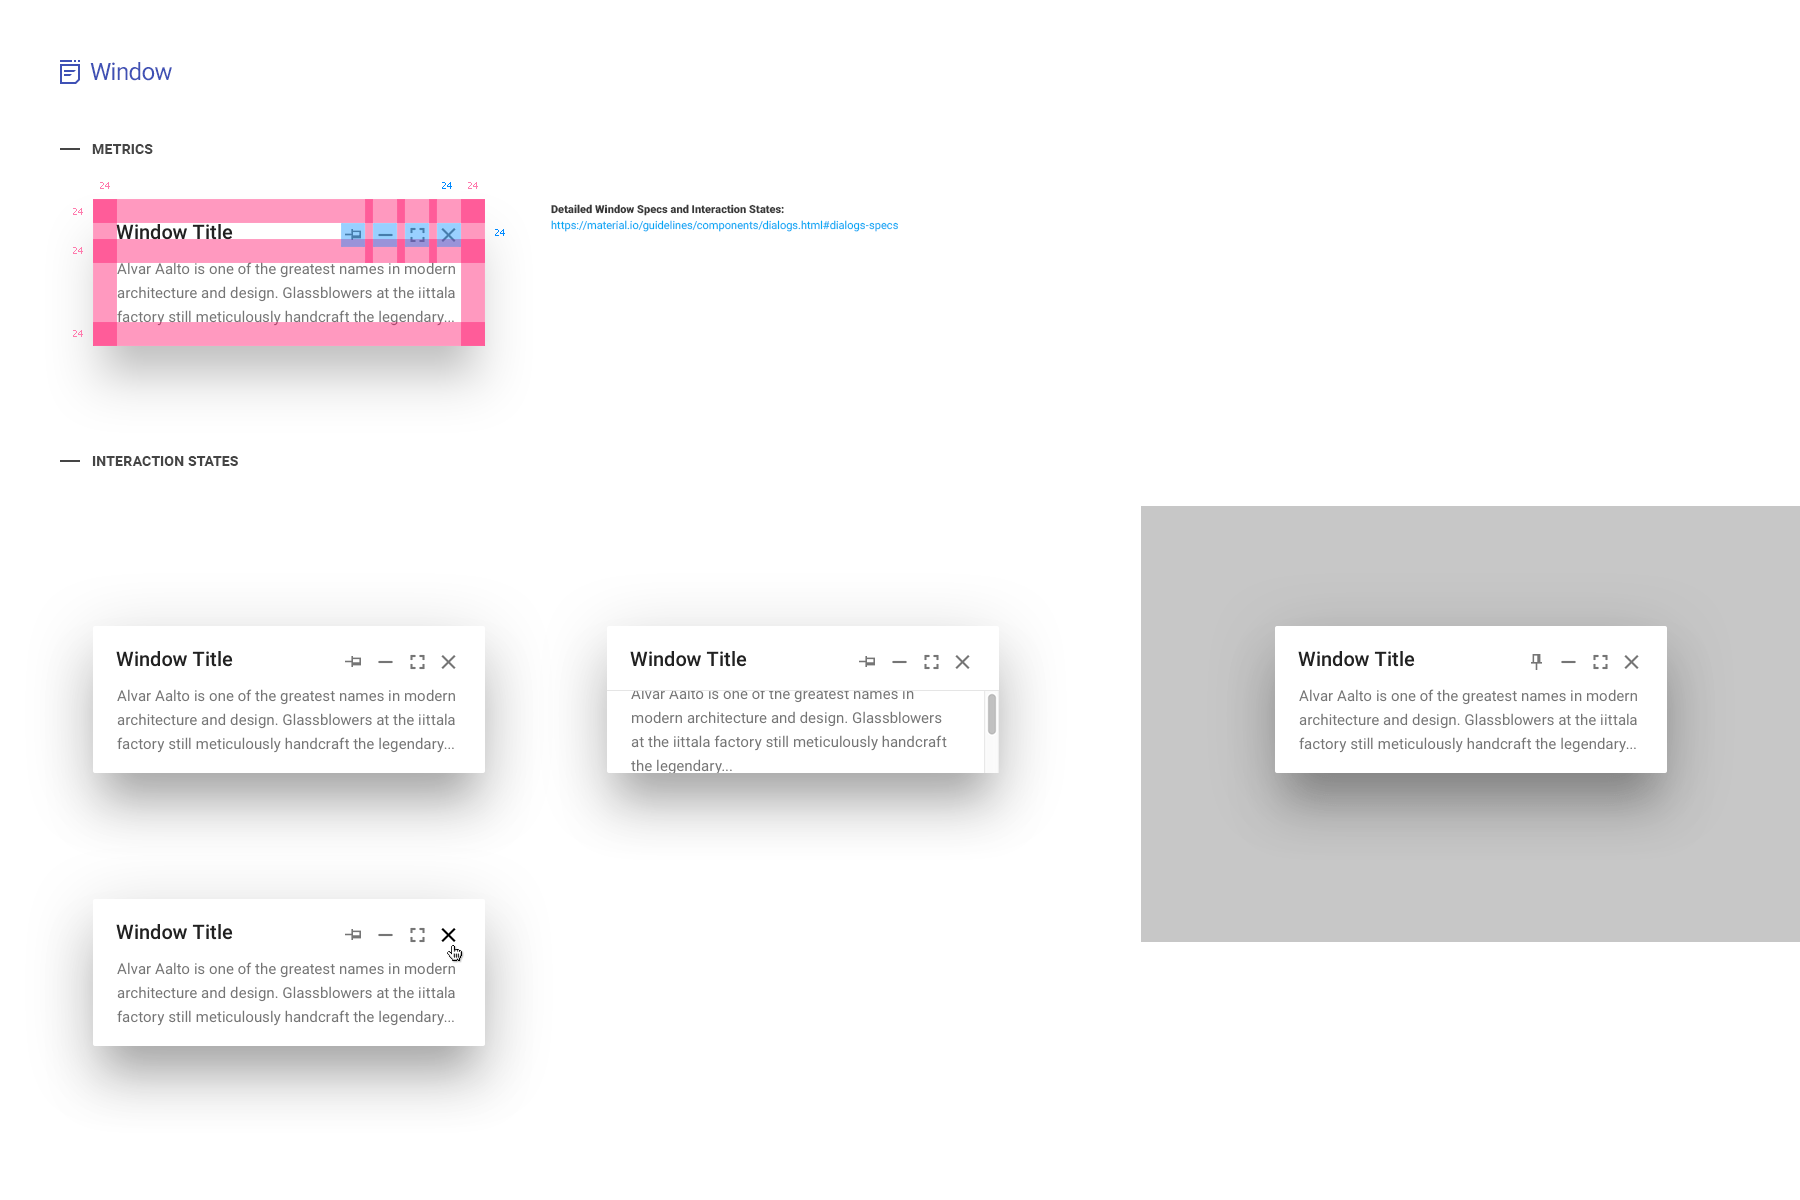 Window
METRICS
24
24
24
24
Window Title
24
24
Alvar Aalto is one of the greatest names in modern
architecture and design. Glassblowers at the iittala
factory still meticulously handcraft the legendary...
24
Detailed Window Specs and Interaction States:
https://material.io/guidelines/components/dialogs.html#dialogs-specs
INTERACTION STATES
Window Title
Alvar Aalto is one of the greatest names in modern
architecture and design. Glassblowers at the iittala
factory still meticulously handcraft the legendary...
Window Title
Alvar Aalto is one of the greatest names in
modern architecture and design. Glassblowers
at the iittala factory still meticulously handcraft
the legendary...
Window Title
Alvar Aalto is one of the greatest names in modern
architecture and design. Glassblowers at the iittala
factory still meticulously handcraft the legendary...
Window Title
Alvar Aalto is one of the greatest names in modern
architecture and design. Glassblowers at the iittala
factory still meticulously handcraft the legendary...